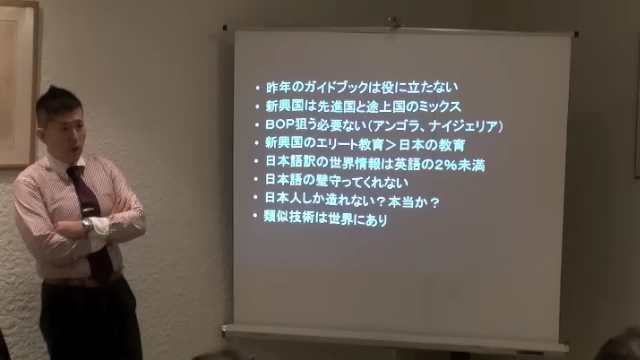 ・昨年のガイドブックは役に立たない
・新興国は先進国と途上国のミックス
・BOP狙う必要ない(アンゴラ、ナイジェリア)
・新興国のエリート教育>日本の教育
・日本語訳の世界情報は英語の2%未満
・日本語の壁守ってくれない
・日本人しか造れない?本当か?
・類似技術は世界にあり